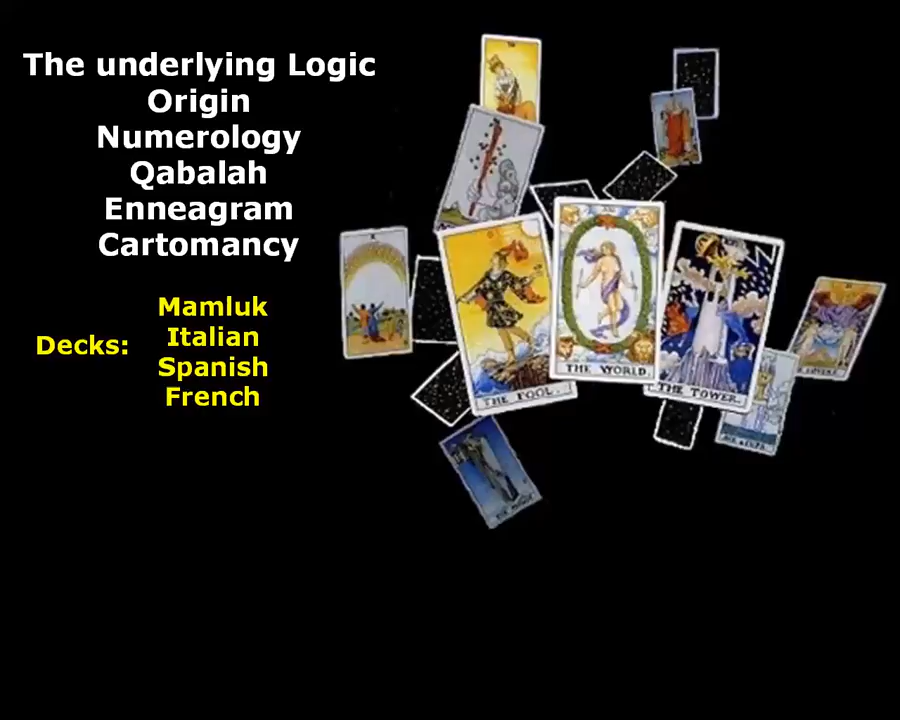 The underlying Logic
Origin
Numerology
Qabalah
Enneagram
Cartomancy
Decks:
Mamluk
Italian
Spanish
French
THE FOOL.
THE WORLD.
THE TOWER.